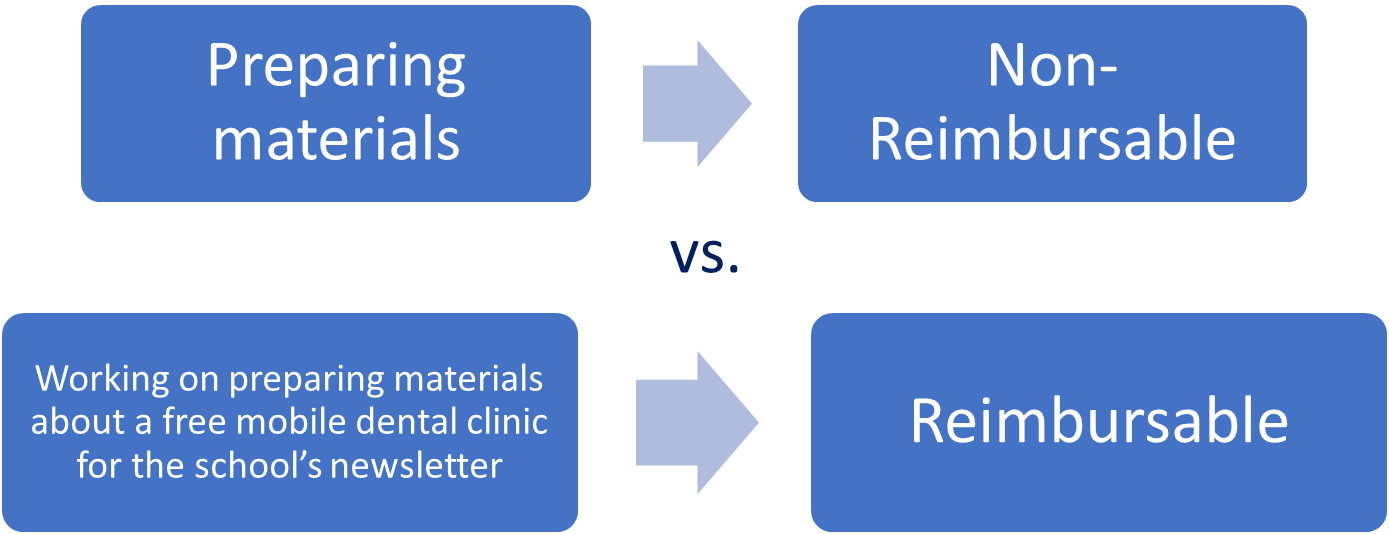 Preparing
materials
Non-
Reimbursable
vs.
Working on preparing materials
about a free mobile dental clinic
for the school’s newsletter
Reimbursable